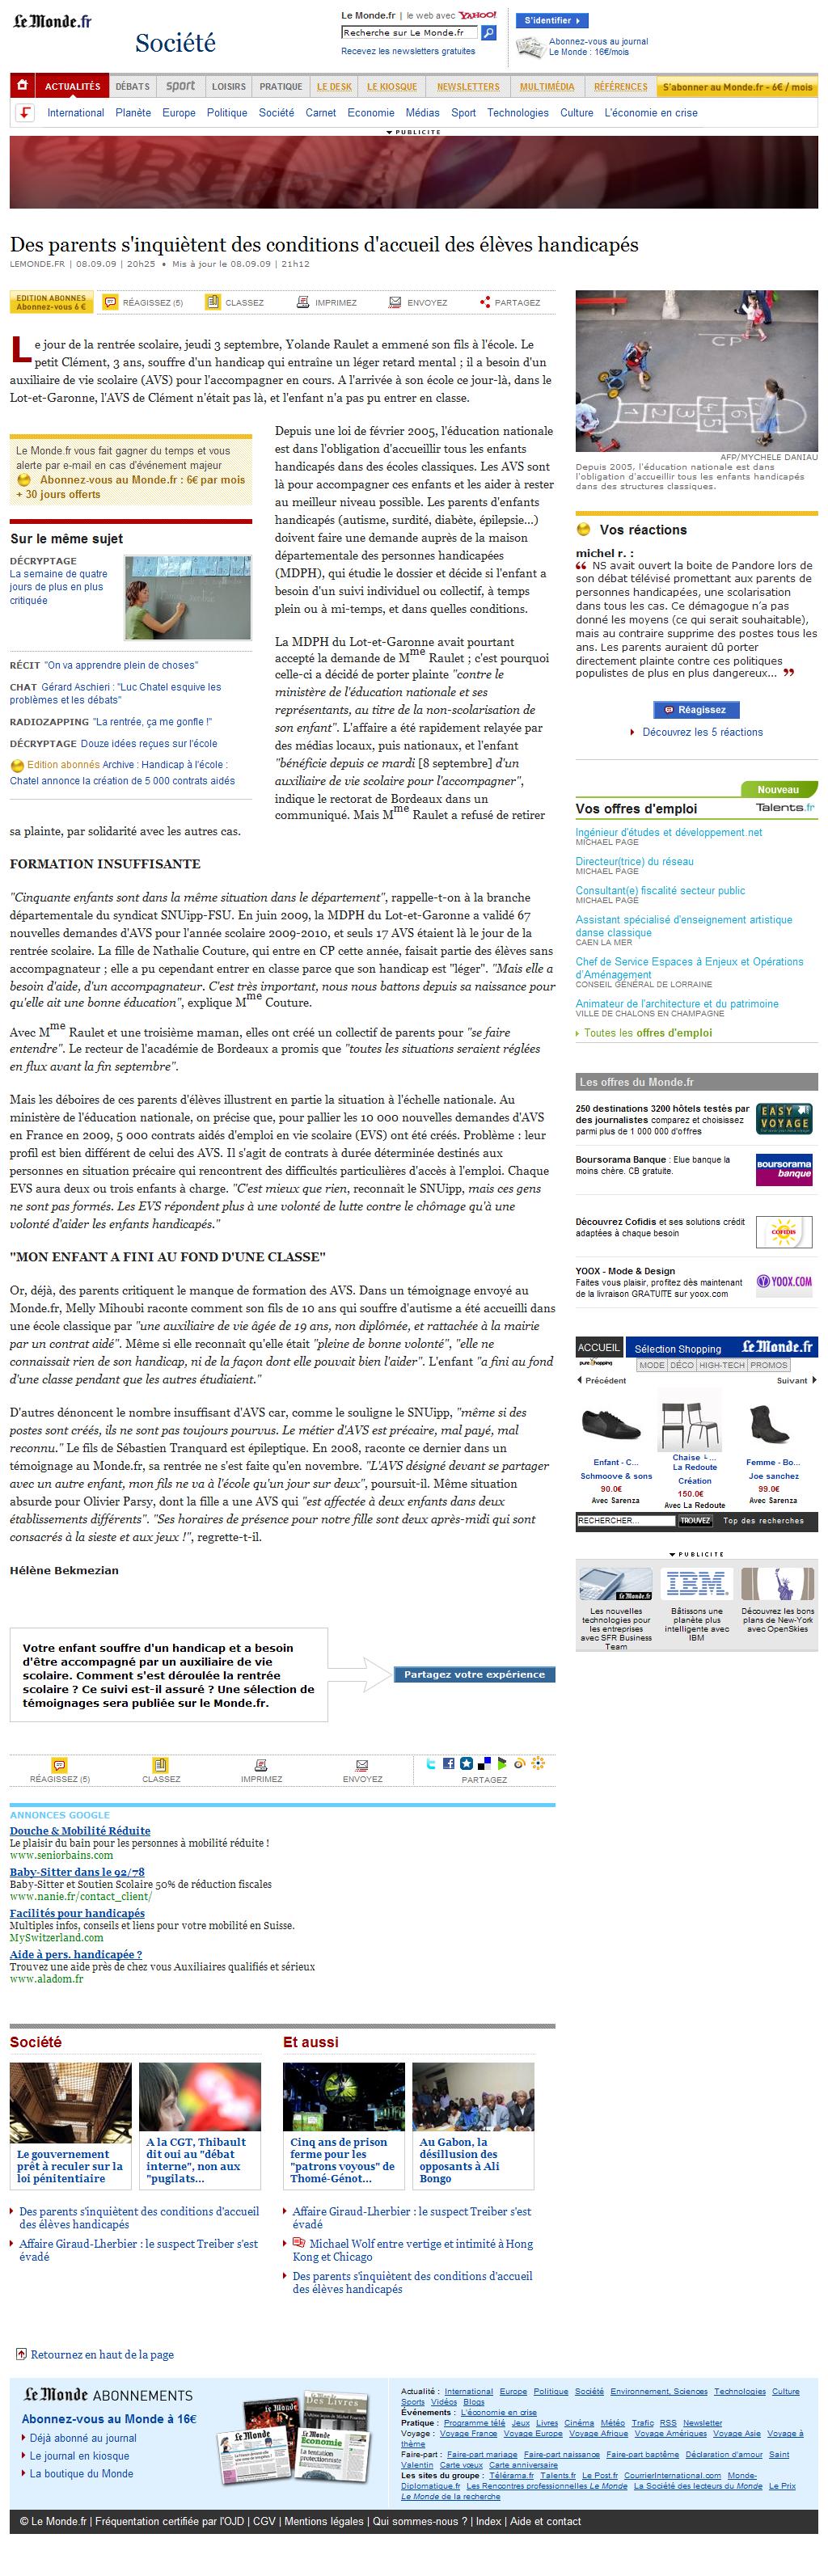 Le Monde.fr
Société
Le Monde.fr | le web avec YAHOO!
Recherche sur Le Monde.fr
Recevez les newsletters gratuites
S'identifier
Abonnez-vous au journal
Le Monde : 16€/mois
ACTUALITÉS DÉBATS sport LOISIRS PRATIQUE LE DESK LE KIOSQUE NEWSLETTERS MULTIMÉDIA RÉFÉRENCES S'abonner au Monde.fr - 6€ / mois
International Planète Europe Politique Société Carnet Economie Médias Sport Technologies Culture L'économie en crise
PUBLICITE
Des parents s'inquiètent des conditions d'accueil des élèves handicapés
LEMONDE.FR | 08.09.09 | 20h25 • Mis à jour le 08.09.09 | 21h12
EDITION ABONNES
Abonnez-vous 6 €
RÉAGISSEZ (5) CLASSEZ IMPRIMEZ ENVOYEZ PARTAGEZ
Le jour de la rentrée scolaire, jeudi 3 septembre, Yolande Raulet a emmené son fils à l'école. Le
petit Clément, 3 ans, souffre d'un handicap qui entraîne un léger retard mental ; il a besoin d'un
auxiliaire de vie scolaire (AVS) pour l'accompagner en cours. A l'arrivée à son école ce jour-là, dans le
Lot-et-Garonne, l'AVS de Clément n'était pas là, et l'enfant n'a pas pu entrer en classe.
Le Monde.fr vous fait gagner du temps et vous
alerte par e-mail en cas d'événement majeur
Abonnez-vous au Monde.fr : 6€ par mois
+ 30 jours offerts
Sur le même sujet
DÉCRYPTAGE
La semaine de quatre
jours de plus en plus
critiquée
RÉCIT "On va apprendre plein de choses"
CHAT Gérard Aschieri : "Luc Chatel esquive les
problèmes et les débats"
RADIOZAPPING "La rentrée, ça me gonfle !"
DÉCRYPTAGE Douze idées reçues sur l'école
Edition abonnés Archive : Handicap à l'école :
Chatel annonce la création de 5 000 contrats aidés
Depuis une loi de février 2005, l'éducation nationale
est dans l'obligation d'accueillir tous les enfants
handicapés dans des écoles classiques. Les AVS sont
là pour accompagner ces enfants et les aider à rester
au meilleur niveau possible. Les parents d'enfants
handicapés (autisme, surdité, diabète, épilepsie...)
doivent faire une demande auprès de la maison
départementale des personnes handicapées
(MDPH), qui étudie le dossier et décide si l'enfant a
besoin d'un suivi individuel ou collectif, à temps
plein ou à mi-temps, et dans quelles conditions.
La MDPH du Lot-et-Garonne avait pourtant
accepté la demande de Mme Raulet ; c'est pourquoi
celle-ci a décidé de porter plainte "contre le
ministère de l'éducation nationale et ses
représentants, au titre de la non-scolarisation de
son enfant". L'affaire a été rapidement relayée par
des médias locaux, puis nationaux, et l'enfant
"bénéficie depuis ce mardi [8 septembre] d'un
auxiliaire de vie scolaire pour l'accompagner",
indique le rectorat de Bordeaux dans un
communiqué. Mais Mme Raulet a refusé de retirer
sa plainte, par solidarité avec les autres cas.
FORMATION INSUFFISANTE
"Cinquante enfants sont dans la même situation dans le département", rappelle-t-on à la branche
départementale du syndicat SNUipp-FSU. En juin 2009, la MDPH du Lot-et-Garonne a validé 67
nouvelles demandes d'AVS pour l'année scolaire 2009-2010, et seuls 17 AVS étaient là le jour de la
rentrée scolaire. La fille de Nathalie Couture, qui entre en CP cette année, faisait partie des élèves sans
accompagnateur ; elle a pu cependant entrer en classe parce que son handicap est "léger". "Mais elle a
besoin d'aide, d'un accompagnateur. C'est très important, nous nous battons depuis sa naissance pour
qu'elle ait une bonne éducation", explique Mme Couture.
Avec Mme Raulet et une troisième maman, elles ont créé un collectif de parents pour "se faire
entendre". Le recteur de l'académie de Bordeaux a promis que "toutes les situations seraient réglées
en flux avant la fin septembre".
Mais les déboires de ces parents d'élèves illustrent en partie la situation à l'échelle nationale. Au
ministère de l'éducation nationale, on précise que, pour pallier les 10 000 nouvelles demandes d'AVS
en France en 2009, 5 000 contrats aidés d'emploi en vie scolaire (EVS) ont été créés. Problème : leur
profil est bien différent de celui des AVS. Il s'agit de contrats à durée déterminée destinés aux
personnes en situation précaire qui rencontrent des difficultés particulières d'accès à l'emploi. Chaque
EVS aura deux ou trois enfants à charge. "C'est mieux que rien, reconnaît le SNUipp, mais ces gens
ne sont pas formés. Les EVS répondent plus à une volonté de lutte contre le chômage qu'à une
volonté d'aider les enfants handicapés."
"MON ENFANT A FINI AU FOND D'UNE CLASSE"
Or, déjà, des parents critiquent le manque de formation des AVS. Dans un témoignage envoyé au
Monde.fr, Melly Mihoubi raconte comment son fils de 10 ans qui souffre d'autisme a été accueilli dans
une école classique par "une auxiliaire de vie âgée de 19 ans, non diplômée, et rattachée à la mairie
par un contrat aidé". Même si elle reconnaît qu'elle était "pleine de bonne volonté", "elle ne
connaissait rien de son handicap, ni de la façon dont elle pouvait bien l'aider". L'enfant "a fini au fond
d'une classe pendant que les autres étudiaient."
D'autres dénoncent le nombre insuffisant d'AVS car, comme le souligne le SNUipp, "même si des
postes sont créés, ils ne sont pas toujours pourvus. Le métier d'AVS est précaire, mal payé, mal
reconnu." Le fils de Sébastien Tranquard est épileptique. En 2008, raconte ce dernier dans un
témoignage au Monde.fr, sa rentrée ne s'est faite qu'en novembre. "L'AVS désigné devant se partager
avec un autre enfant, mon fils n'a été à l'école qu'un jour sur deux", poursuit-il. Même situation
absurde pour Olivier Parsy, dont la fille a une AVS qui "est affectée à deux enfants dans deux
établissements différents". "Ses horaires de présence pour notre fille sont deux après-midi qui sont
consacrés à la sieste et aux jeux !", regrette-t-il.
Hélène Bekmezian
Votre enfant souffre d'un handicap et a besoin
d'être accompagné par un auxiliaire de vie
scolaire. Comment s'est déroulée la rentrée
scolaire ? Ce suivi est-il assuré ? Une sélection de
témoignages sera publiée sur le Monde.fr.
Partagez votre expérience
RÉAGISSEZ (5) CLASSEZ IMPRIMEZ ENVOYEZ PARTAGEZ
ANNONCES GOOGLE
Douche & Mobilité Réduite
Le plaisir du bain pour les personnes à mobilité réduite !
www.seniorbains.com
Baby-Sitter dans le 92/78
Baby-Sitter et Soutien Scolaire 50% de réduction fiscales
www.nanie.fr/contact_client/
Facilités pour handicapés
Multiples infos, conseils et liens pour votre mobilité en Suisse.
MySwitzerland.com
Aide à pers. handicapée ?
Trouvez une aide près de chez vous Auxiliaires qualifiés et sérieux
www.aladom.fr
CP
1 2 3 4 5 6
AFP/MYCHELE DANIAU
Depuis 2005, l'éducation nationale est dans
l'obligation d'accueillir tous les enfants handicapés
dans des structures classiques.
Vos réactions
michel r. :
NS avait ouvert la boite de Pandore lors de
son débat télévisé promettant aux parents de
personnes handicapées, une scolarisation
dans tous les cas. Ce démagogue n'a pas
donné les moyens (ce qui serait souhaitable),
mais au contraire supprime des postes tous les
ans. Les parents auraient dû porter
directement plainte contre ces politiques
populistes de plus en plus dangereux...
Réagissez
Découvrez les 5 réactions
Nouveau
Vos offres d'emploi Talents.fr
Ingénieur d'études et développement.net
MICHAEL PAGE
Directeur(trice) du réseau
MICHAEL PAGE
Consultant(e) fiscalité secteur public
MICHAEL PAGE
Assistant spécialisé d'enseignement artistique
danse classique
CAEN LA MER
Chef de Service Espaces à Enjeux et Opérations
d'Aménagement
CONSEIL GÉNÉRAL DE LORRAINE
Animateur de l'architecture et du patrimoine
VILLE DE CHALONS EN CHAMPAGNE
Toutes les offres d'emploi
Les offres du Monde.fr
250 destinations 3200 hôtels testés par
des journalistes comparez et choisissez
parmi plus de 1 000 000 d'offres
EASY VOYAGE
Boursorama Banque : Elue banque la
moins chère. CB gratuite.
BOURSORAMA banque
Découvrez Cofidis et ses solutions crédit
adaptées à chaque besoin
COFIDIS
YOOX - Mode & Design
Faites vous plaisir, profitez dès maintenant
de la livraison GRATUITE sur yoox.com
YOOX.COM
ACCUEIL Sélection Shopping Le Monde.fr
pureshopping MODE DÉCO HIGH-TECH PROMOS
Précédent Suivant
Enfant - C...
Schmoove & sons
90.0€
Avec Sarenza
Chaise L...
La Redoute
Création
150.0€
Avec La Redoute
Femme - Bo...
Joe sanchez
99.0€
Avec Sarenza
RECHERCHER... TROUVEZ Top des recherches
PUBLICITE
Le Monde.fr
IBM
Les nouvelles
technologies pour
les entreprises
avec SFR Business
Team
Bâtissons une
planète plus
intelligente avec
IBM
Découvrez les bons
plans de New-York
avec OpenSkies
Société
Le gouvernement
prêt à reculer sur la
loi pénitentiaire
A la CGT, Thibault
dit oui au "débat
interne", non aux
"pugilats...
Des parents s'inquiètent des conditions d'accueil
des élèves handicapés
Affaire Giraud-Lherbier : le suspect Treiber s'est
évadé
Et aussi
Cinq ans de prison
ferme pour les
"patrons voyous" de
Thomé-Génot...
Au Gabon, la
désillusion des
opposants à Ali
Bongo
Affaire Giraud-Lherbier : le suspect Treiber s'est
évadé
Michael Wolf entre vertige et intimité à Hong
Kong et Chicago
Des parents s'inquiètent des conditions d'accueil
des élèves handicapés
Retournez en haut de la page
Le Monde ABONNEMENTS
Abonnez-vous au Monde à 16€
Déjà abonné au journal
Le journal en kiosque
La boutique du Monde
Actualité : International Europe Politique Société Environnement, Sciences Technologies Culture
Sports Vidéos Blogs
Événements : L'économie en crise
Pratique : Programme télé Jeux Livres Cinéma Météo Trafic RSS Newsletter
Voyage : Voyage France Voyage Europe Voyage Afrique Voyage Amériques Voyage Asie Voyage à
thème
Faire-part : Faire-part mariage Faire-part naissance Faire-part baptême Déclaration d'amour Saint
Valentin Carte vœux Carte anniversaire
Les sites du groupe : Télérama.fr Talents.fr Le Post.fr CourrierInternational.com Monde-
Diplomatique.fr Les Rencontres professionnelles Le Monde La Société des lecteurs du Monde Le Prix
Le Monde de la recherche
© Le Monde.fr | Fréquentation certifiée par l'OJD | CGV | Mentions légales | Qui sommes-nous ? | Index | Aide et contact